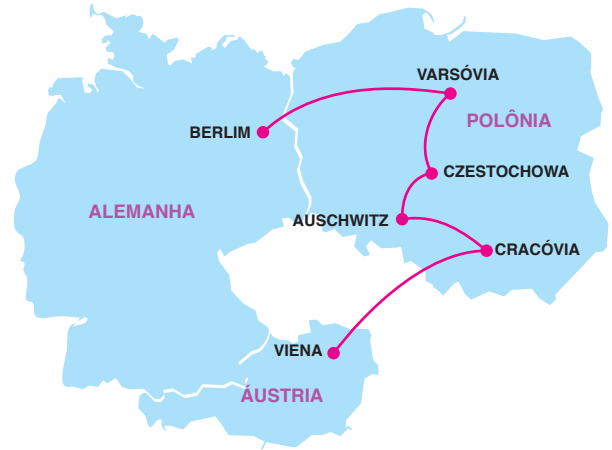 VARSÓVIA
POLÔNIA
BERLIM
CZESTOCHOWA
ALEMANHA
AUSCHWITZ
CRACÓVIA
VIENA
ÁUSTRIA